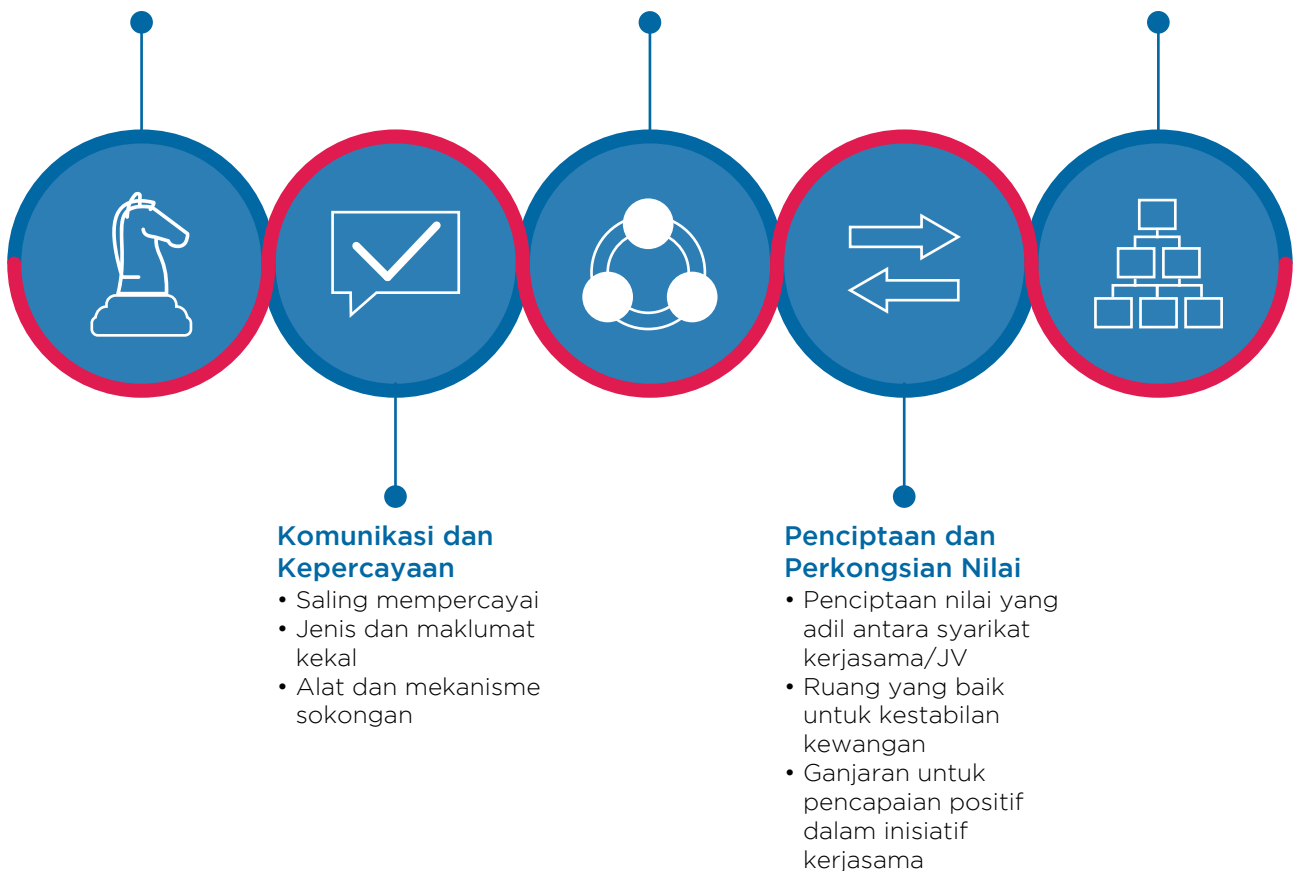 Komunikasi dan
Kepercayaan
• Saling mempercayai
• Jenis dan maklumat
kekal
• Alat dan mekanisme
sokongan
Penciptaan dan
Perkongsian Nilai
• Penciptaan nilai yang
adil antara syarikat
kerjasama/JV
• Ruang yang baik
untuk kestabilan
kewangan
• Ganjaran untuk
pencapaian positif
dalam inisiatif
kerjasama